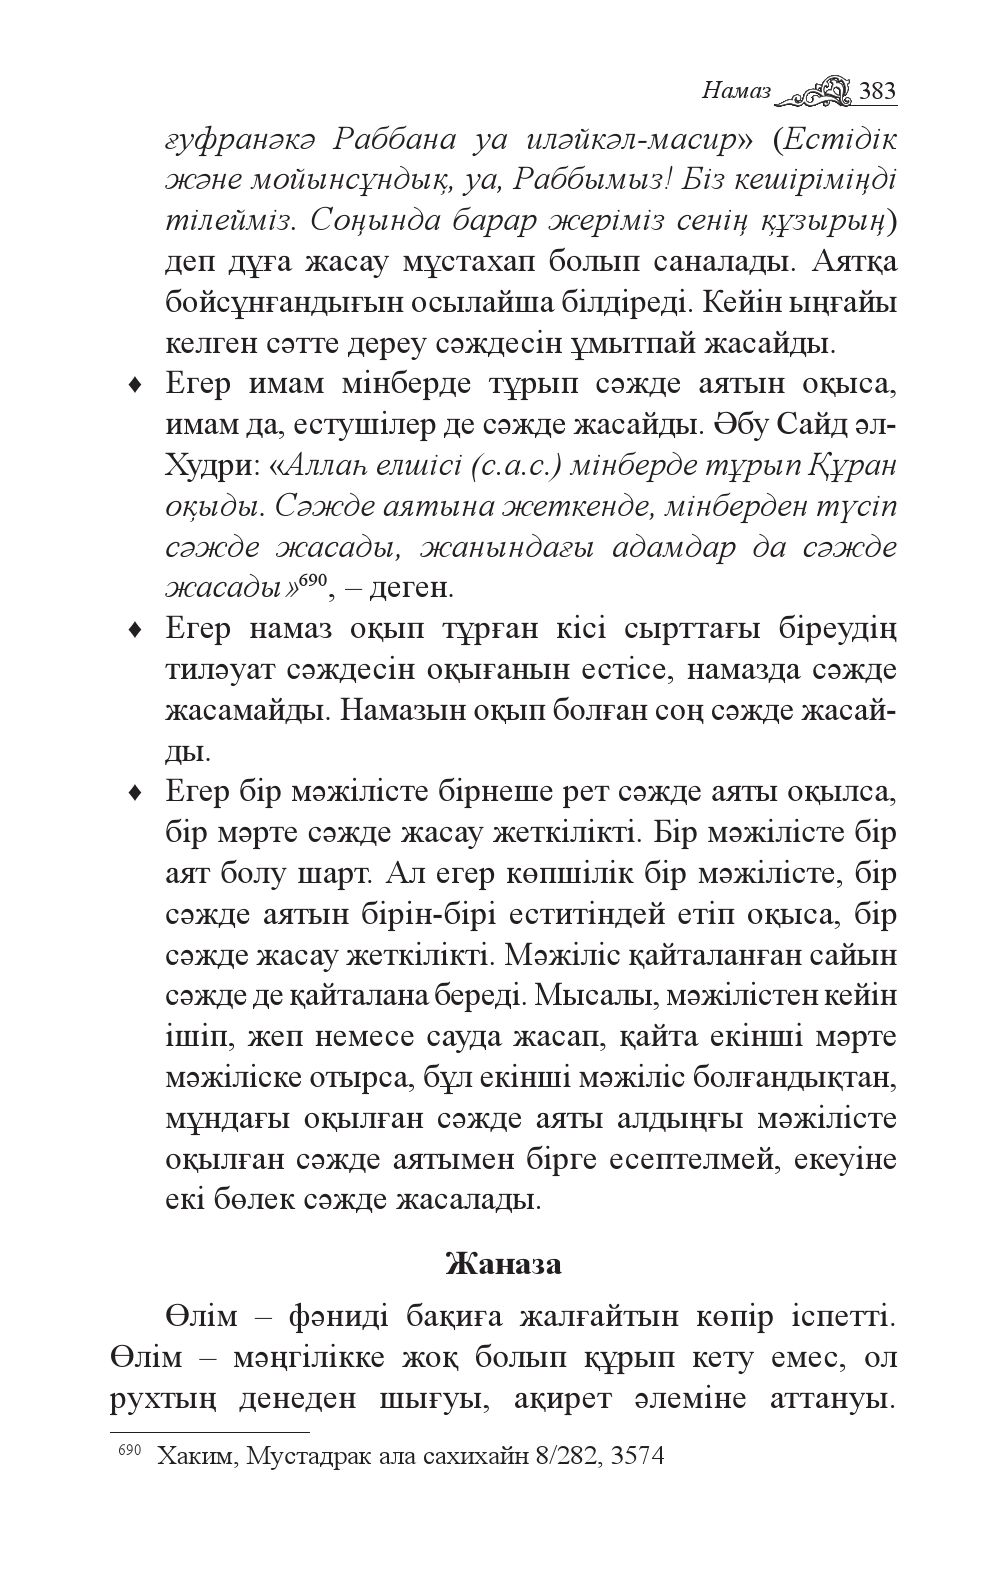 Намаз 383
ғуфранәкә Раббана уа иләйкәл-масир» (Естідік
және мойынсұндық, уа, Раббымыз! Біз кешіріміңді
тілейміз. Соңында барар жеріміз сенің құзырың)
деп дұға жасау мұстахап болып саналады. Аятқа
бойсұнғандығын осылайша білдіреді. Кейін ыңғайы
келген сәтте дереу сәждесін ұмытпай жасайды.
♦ Егер имам мінберде тұрып сәжде аятын оқыса,
имам да, естушілер де сәжде жасайды. Әбу Сайд әл-
Худри: «Аллаһ елшісі (с.а.с.) мінберде тұрып Құран
оқыды. Сәжде аятына жеткенде, мінберден түсіп
сәжде жасады, жанындағы адамдар да сәжде
жасады»690, – деген.
♦ Егер намаз оқып тұрған кісі сырттағы біреудің
тиләуат сәждесін оқығанын естісе, намазда сәжде
жасамайды. Намазын оқып болған соң сәжде жасай-
ды.
♦ Егер бір мәжілісте бірнеше рет сәжде аяты оқылса,
бір мәрте сәжде жасау жеткілікті. Бір мәжілісте бір
аят болу шарт. Ал егер көпшілік бір мәжілісте, бір
сәжде аятын бірін-бірі еститіндей етіп оқыса, бір
сәжде жасау жеткілікті. Мәжіліс қайталанған сайын
сәжде де қайталана береді. Мысалы, мәжілістен кейін
ішіп, жеп немесе сауда жасап, қайта екінші мәрте
мәжіліске отырса, бұл екінші мәжіліс болғандықтан,
мұндағы оқылған сәжде аяты алдыңғы мәжілісте
оқылған сәжде аятымен бірге есептелмей, екеуіне
екі бөлек сәжде жасалады.
Жаназа
Өлім – фәниді бақиға жалғайтын көпір іспетті.
Өлім – мәңгілікке жоқ болып құрып кету емес, ол
рухтың денеден шығуы, ақирет әлеміне аттануы.
690 Хаким, Мустадрак ала сахихайн 8/282, 3574